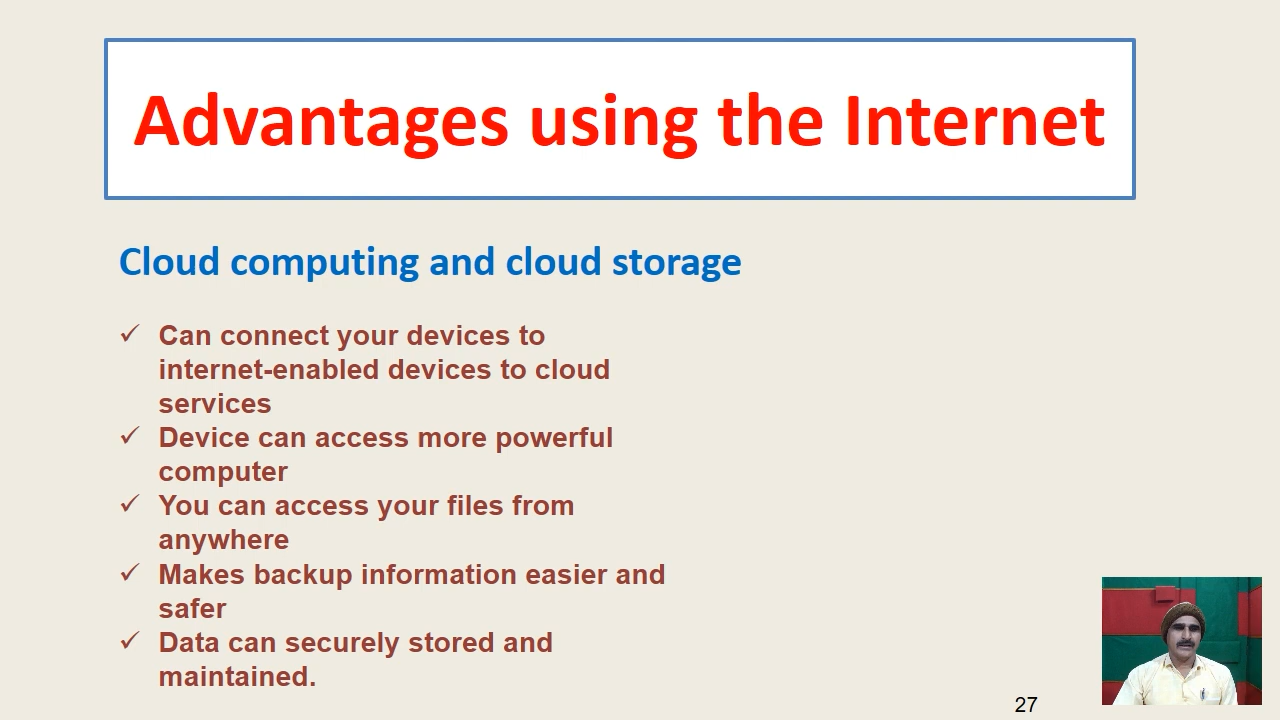 Advantages using the Internet
Cloud computing and cloud storage
✓ Can connect your devices to
internet-enabled devices to cloud
services
✓ Device can access more powerful
computer
✓ You can access your files from
anywhere
✓ Makes backup information easier and
safer
✓ Data can securely stored and
maintained.
27